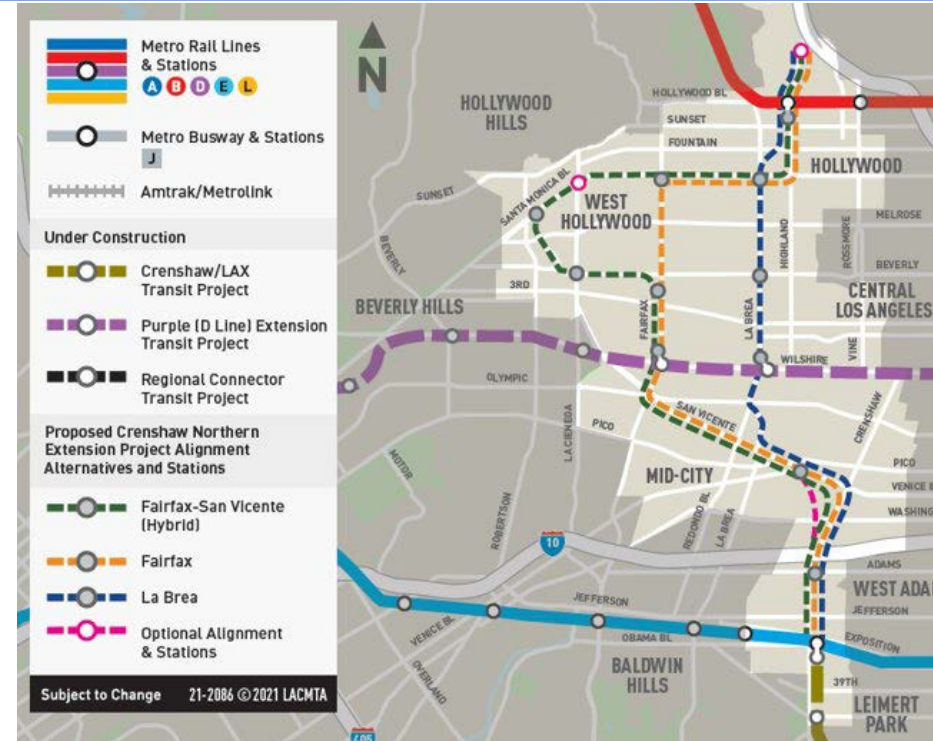 Metro Rail Lines
& Stations
A B D E L
Metro Busway & Stations
J
Amtrak/Metrolink
Under Construction
Crenshaw/LAX
Transit Project
Purple (D Line) Extension
Transit Project
Regional Connector
Transit Project
Proposed Crenshaw Northern
Extension Project Alignment
Alternatives and Stations
Fairfax-San Vicente
(Hybrid)
Fairfax
La Brea
Optional Alignment
& Stations
Subject to Change 21-2086 © 2021 LACMTA
N
HOLLYWOOD
HILLS
HOLLYWOOD BL
SUNSET
FOUNTAIN
HOLLYWOOD
SUNSET
SANTA MONICA BL
WEST
HOLLYWOOD
MELROSE
BEVERLY
HIGHLAND
ROSSMORE
BEVERLY
3RD
CENTRAL
LOS ANGELES
BEVERLY HILLS
FAIRFAX
LA BREA
VINE
WILSHIRE
OLYMPIC
SAN VICENTE
CRENSHAW
PICO
LA CIENEGA
MID-CITY
PICO
VENICE B
WASHING
MOTOR
ROBERTSON
REDONDO BL
LA BREA
10
ADAMS
WEST ADA
JEFFERSON
JEFFERSON
VENICE BL
OBAMA BL
EXPOSITION
OVERLAND
BALDWIN
HILLS
39TH
LEIMERT
PARK
405